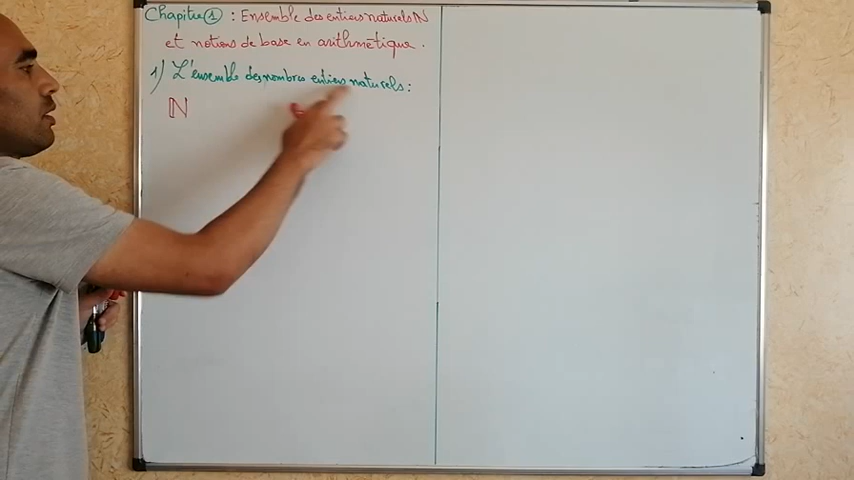 Chapitre ① : Ensemble des entiers naturels N
et notions de base en arithmétique .
1) L'ensemble des nombres entiers naturels :
ℕ